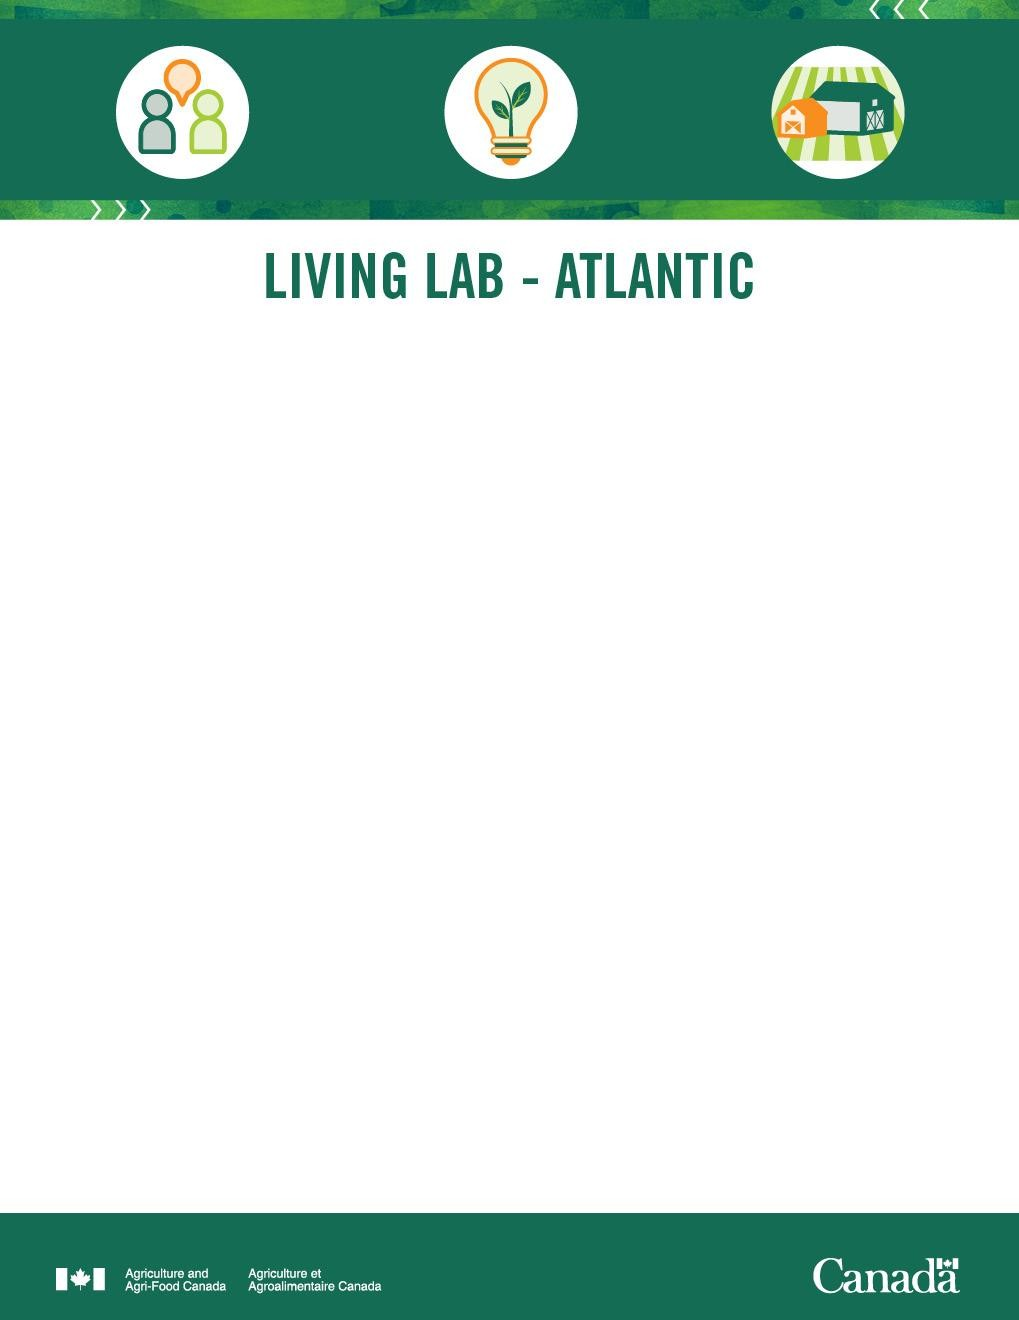 LIVING LAB - ATLANTIC
Agriculture and
Agri-Food Canada
Agriculture et
Agroalimentaire Canada
Canada